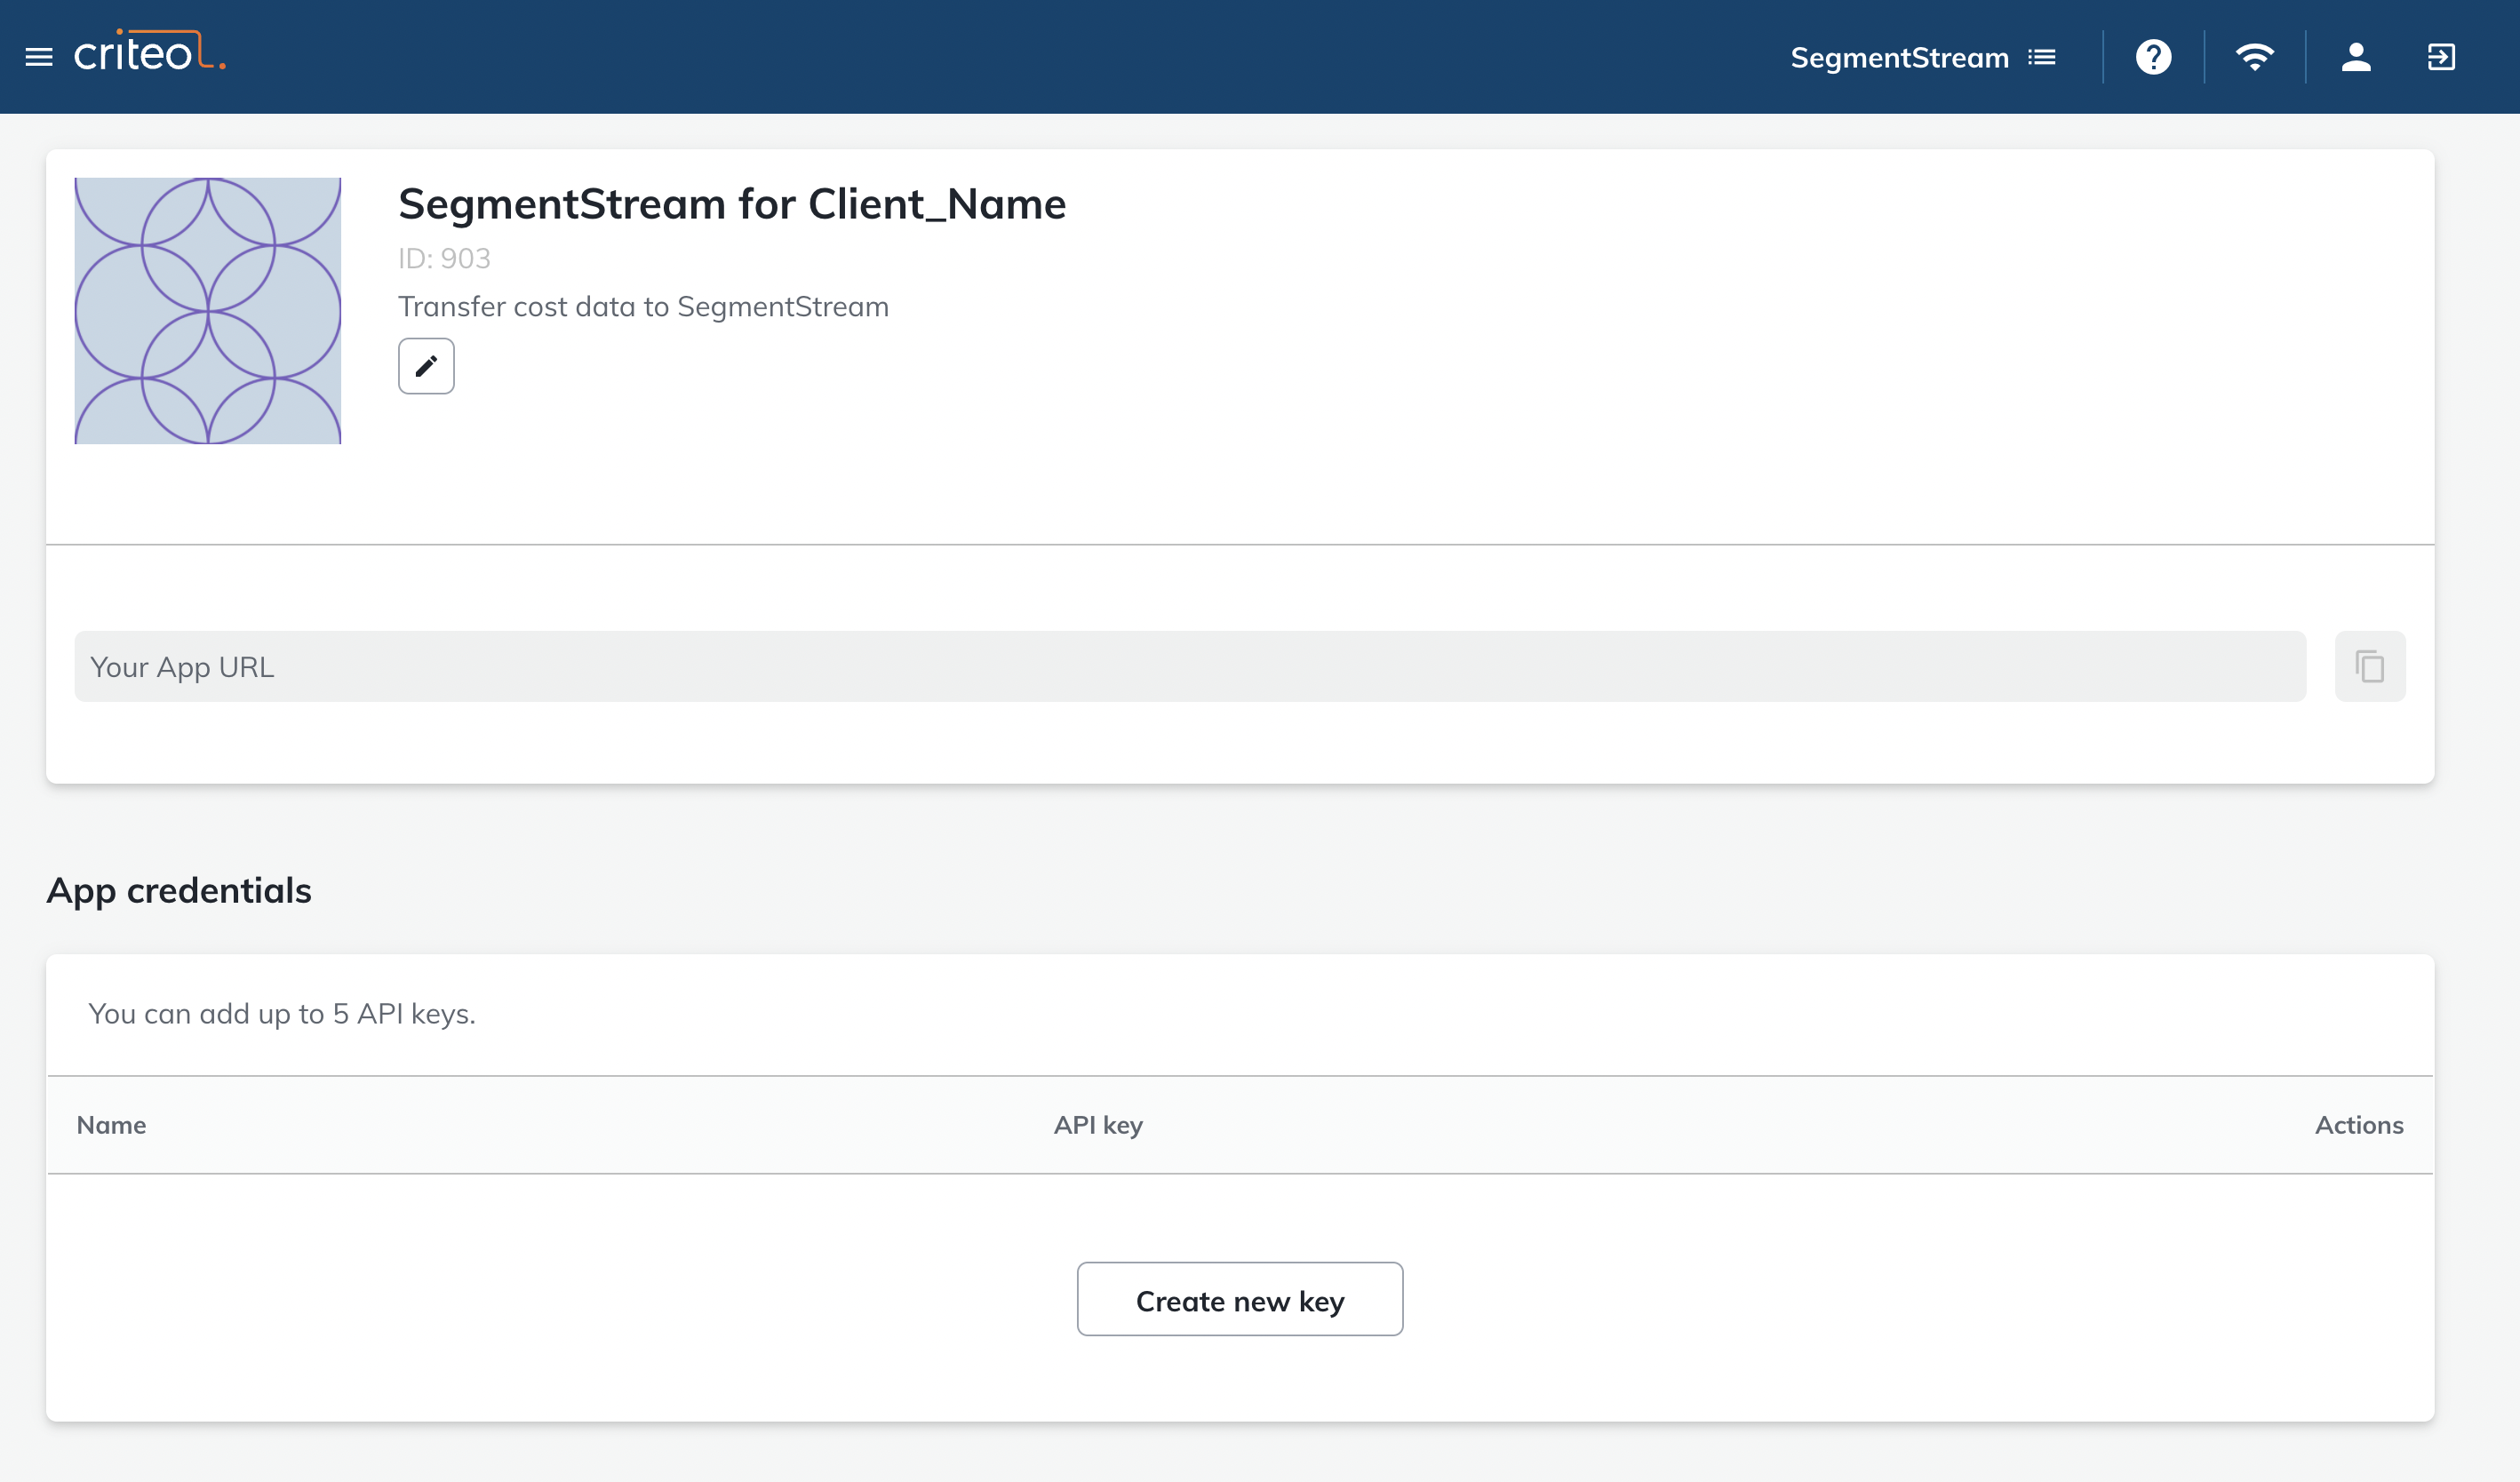 criteo
SegmentStream
SegmentStream for Client_Name
ID: 903
Transfer cost data to SegmentStream
Your App URL
App credentials
You can add up to 5 API keys.
Name API key Actions
Create new key